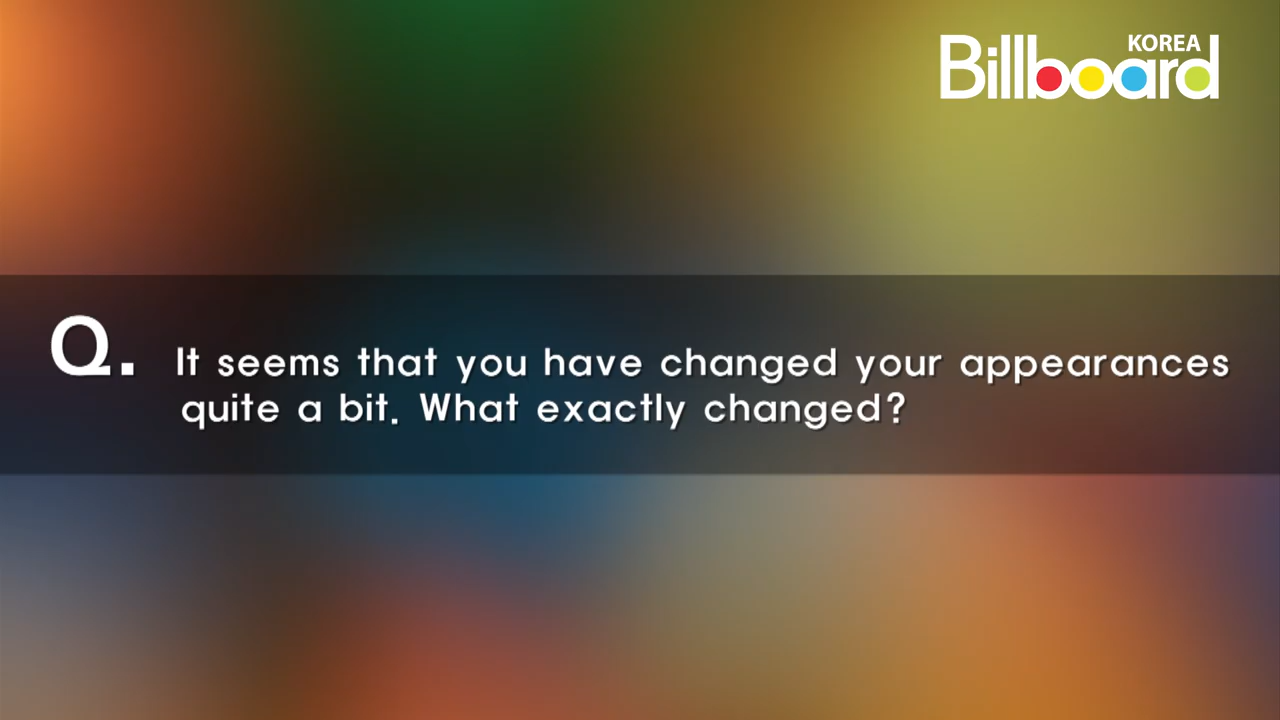 Billboard KOREA
Q. It seems that you have changed your appearances
quite a bit. What exactly changed?